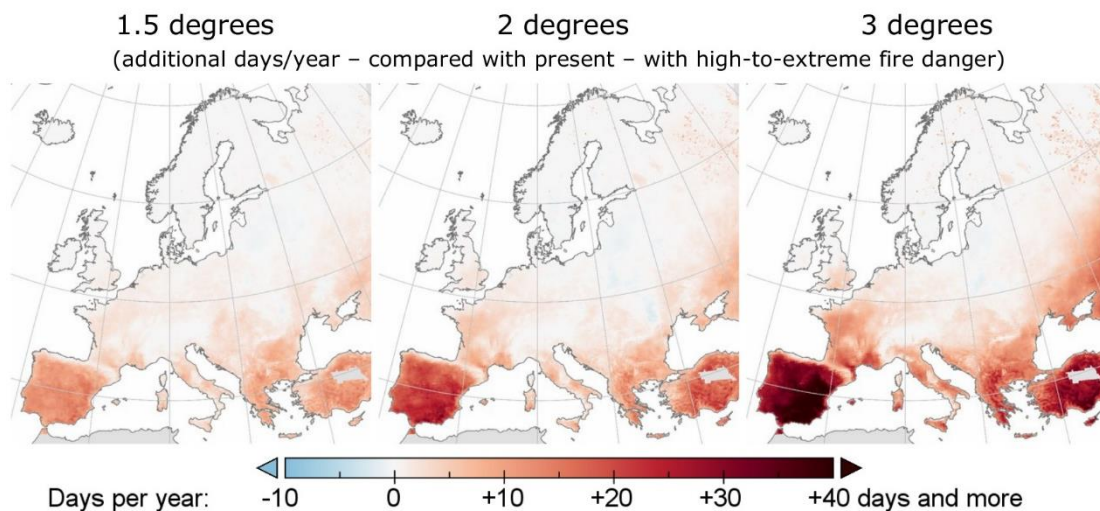 1.5 degrees 2 degrees 3 degrees
(additional days/year – compared with present – with high-to-extreme fire danger)
Days per year: -10 0 +10 +20 +30 +40 days and more